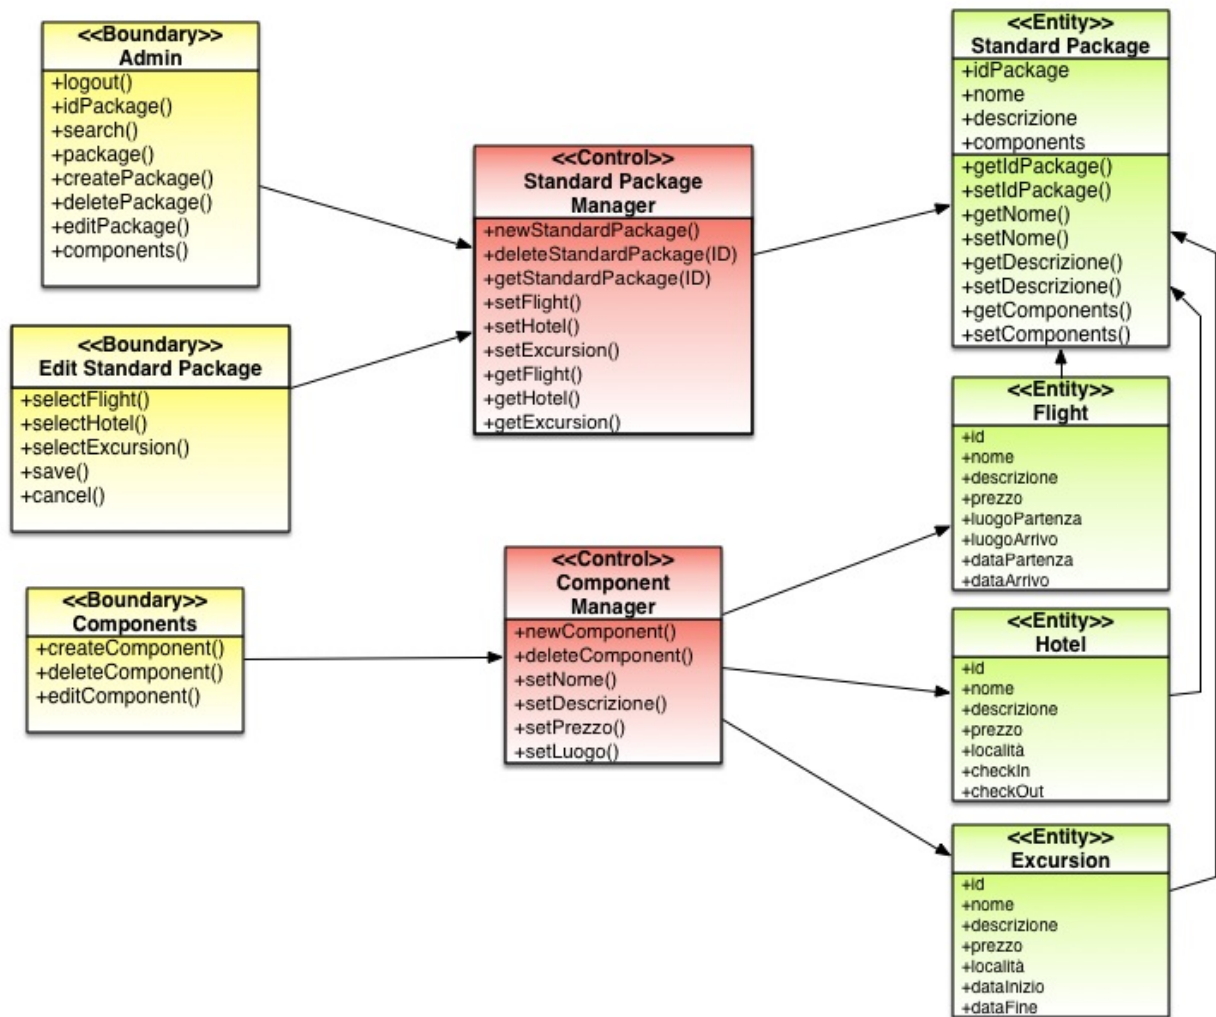 <<Boundary>>
Admin
+logout()
+idPackage()
+search()
+package()
+createPackage()
+deletePackage()
+editPackage()
+components()
<<Boundary>>
Edit Standard Package
+selectFlight()
+selectHotel()
+selectExcursion()
+save()
+cancel()
<<Boundary>>
Components
+createComponent()
+deleteComponent()
+editComponent()
<<Control>>
Standard Package
Manager
+newStandardPackage()
+deleteStandardPackage(ID)
+getStandardPackage(ID)
+setFlight()
+setHotel()
+setExcursion()
+getFlight()
+getHotel()
+getExcursion()
<<Control>>
Component
Manager
+newComponent()
+deleteComponent()
+setNome()
+setDescrizione()
+setPrezzo()
+setLuogo()
<<Entity>>
Standard Package
+idPackage
+nome
+descrizione
+components
+getIdPackage()
+setIdPackage()
+getNome()
+setNome()
+getDescrizione()
+setDescrizione()
+getComponents()
+setComponents()
<<Entity>>
Flight
+id
+nome
+descrizione
+prezzo
+luogoPartenza
+luogoArrivo
+dataPartenza
+dataArrivo
<<Entity>>
Hotel
+id
+nome
+descrizione
+prezzo
+località
+checkIn
+checkOut
<<Entity>>
Excursion
+id
+nome
+descrizione
+prezzo
+località
+dataInizio
+dataFine